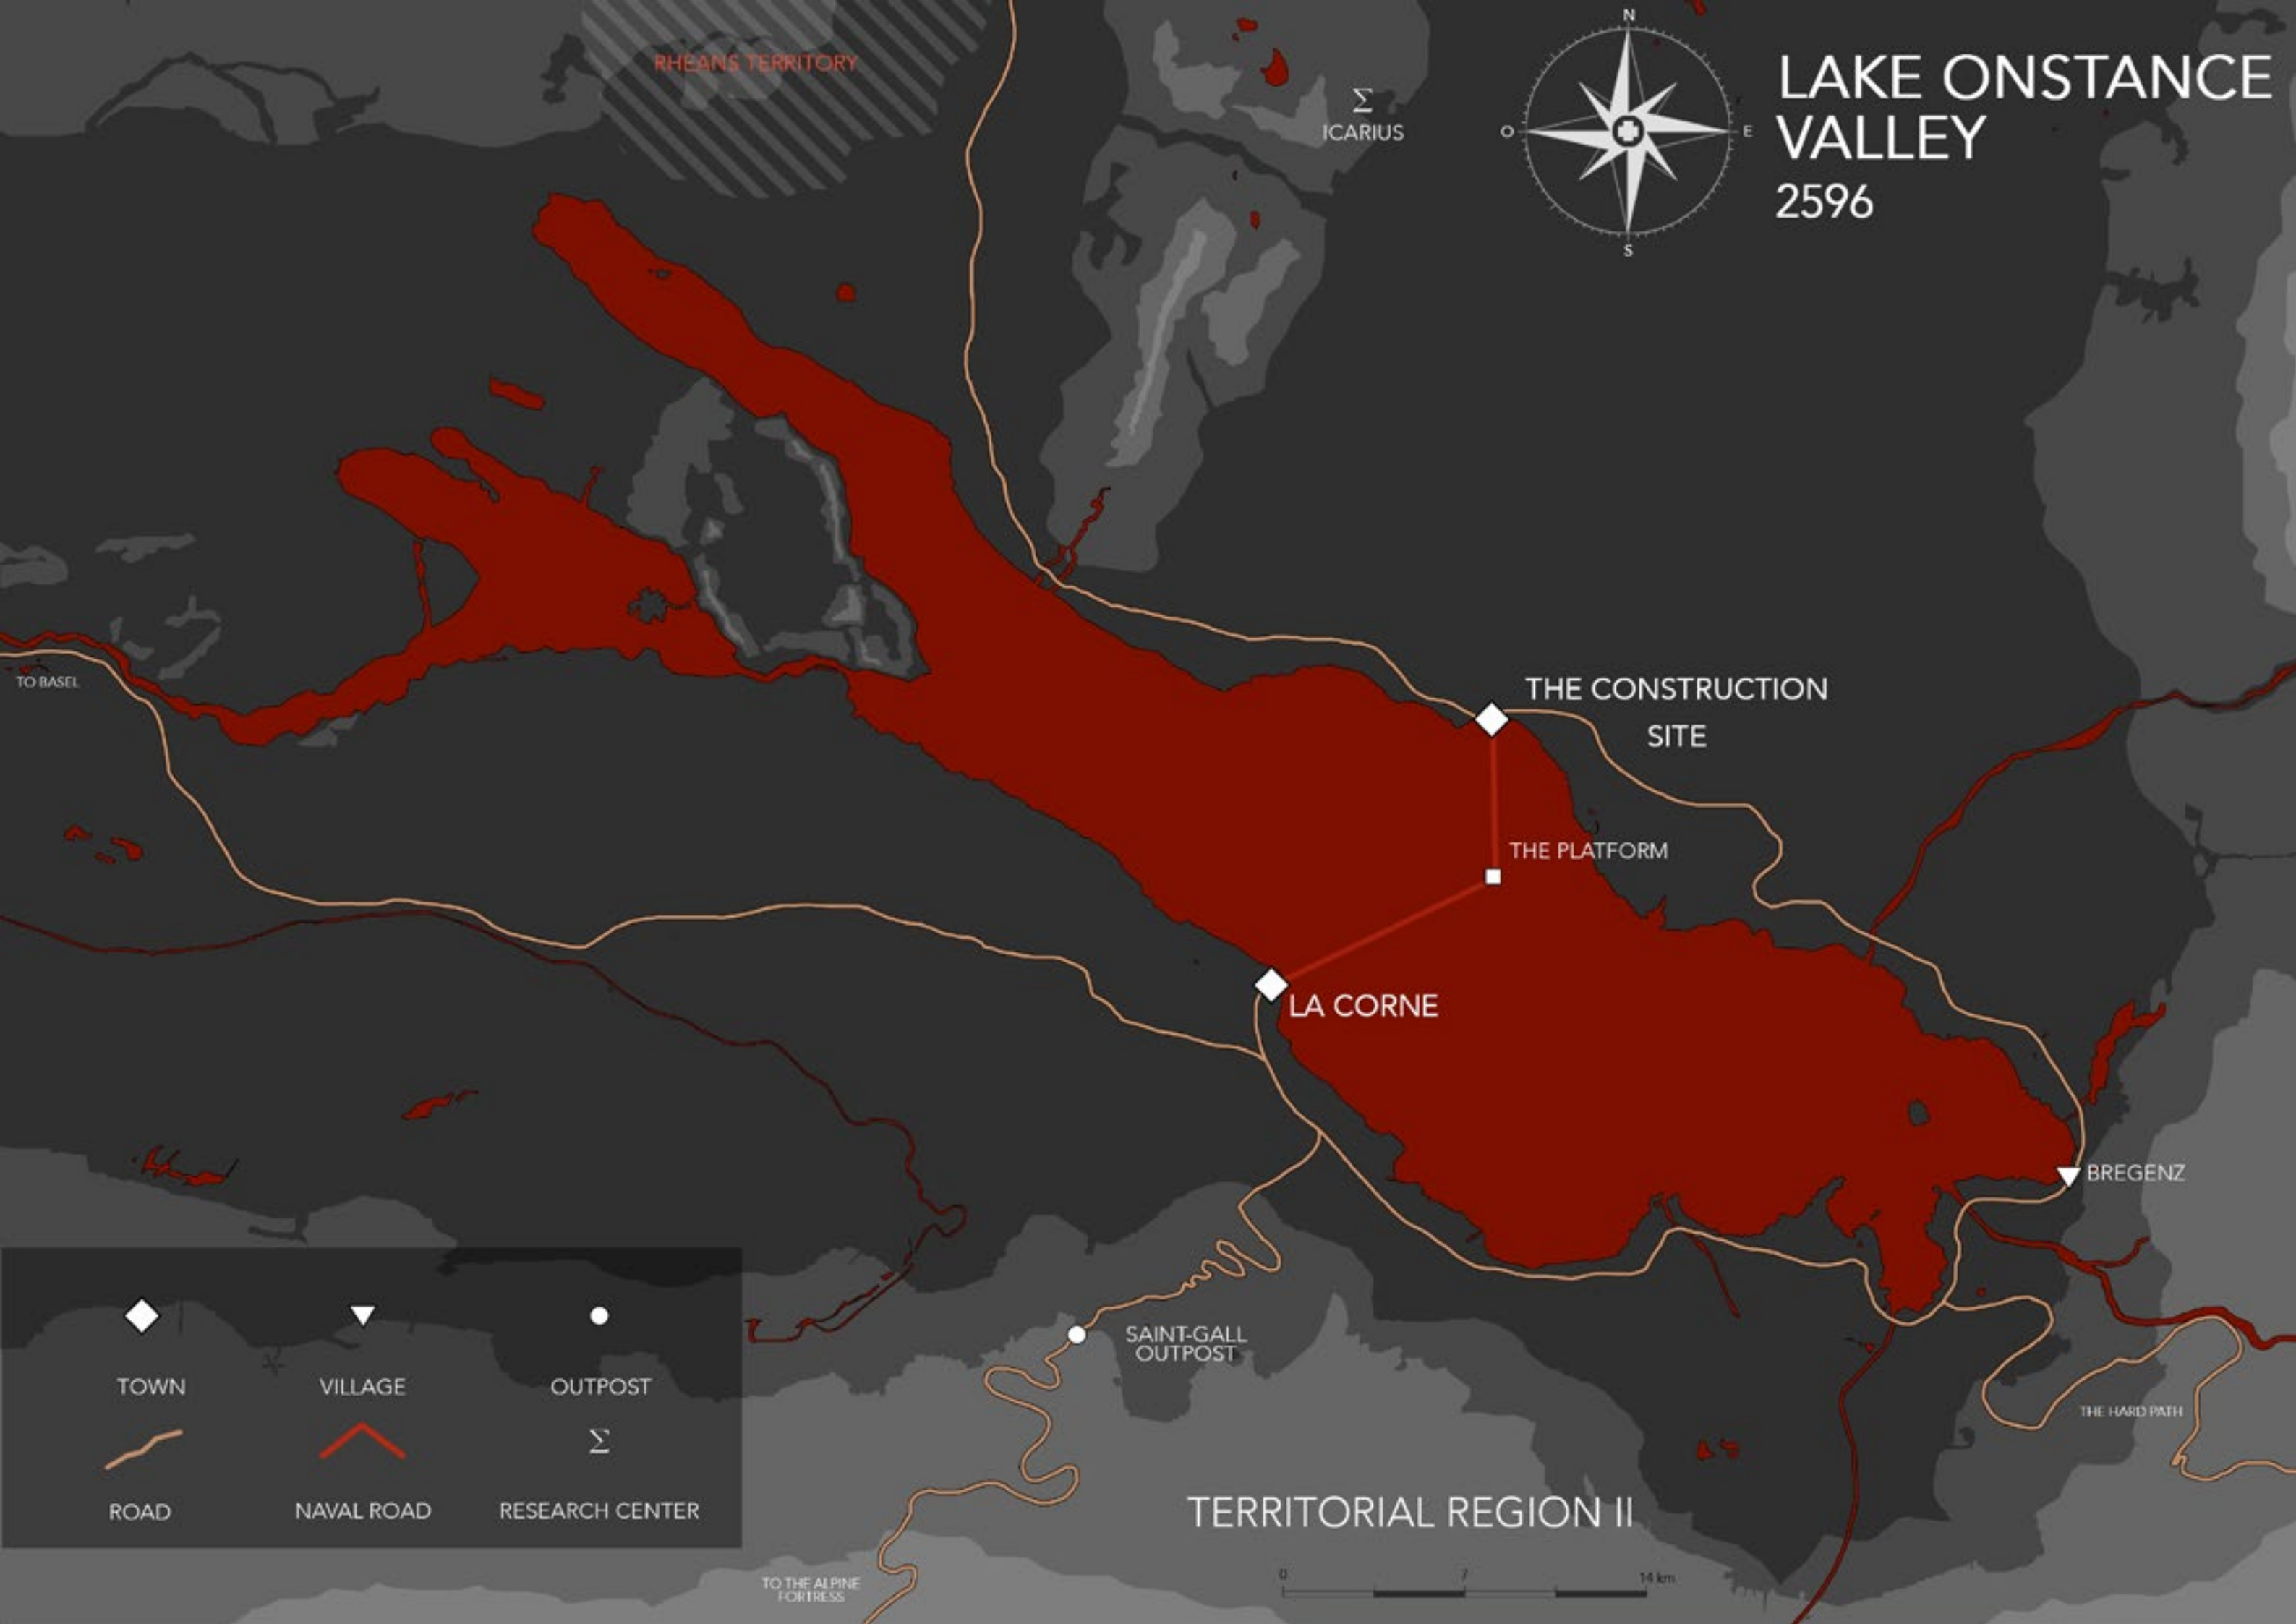 RHEANS TERRITORY
Σ
ICARIUS
N
O
E
S
LAKE ONSTANCE
VALLEY
2596
TO BASEL
THE CONSTRUCTION
SITE
THE PLATFORM
LA CORNE
BREGENZ
SAINT-GALL
OUTPOST
THE HARD PATH
TOWN
VILLAGE
OUTPOST
Σ
ROAD
NAVAL ROAD
RESEARCH CENTER
TERRITORIAL REGION II
0
7
14 km
TO THE ALPINE
FORTRESS